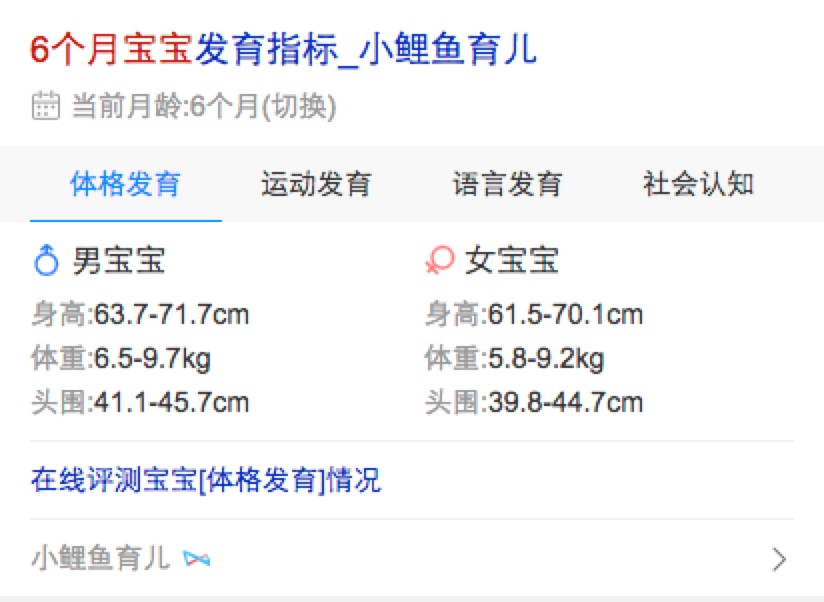 6个月宝宝发育指标_小鲤鱼育儿
当前月龄:6个月(切换)
体格发育 运动发育 语言发育 社会认知
男宝宝 女宝宝
身高:63.7-71.7cm 身高:61.5-70.1cm
体重:6.5-9.7kg 体重:5.8-9.2kg
头围:41.1-45.7cm 头围:39.8-44.7cm
在线评测宝宝[体格发育]情况
小鲤鱼育儿